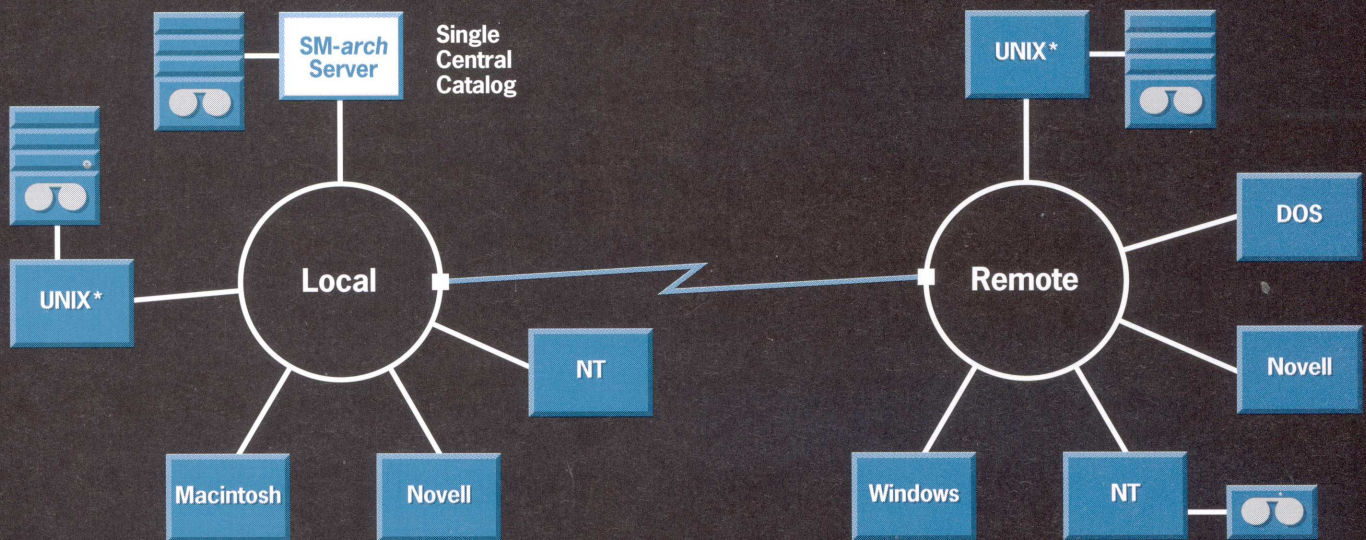 SM-arch
Server
Single
Central
Catalog
UNIX*
UNIX*
Local
NT
Macintosh
Novell
Remote
DOS
Novell
Windows
NT